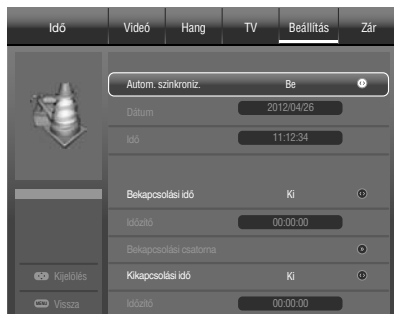 Idő Videó Hang TV Beállítás Zár
Autom. szinkroniz. Be
Dátum 2012/04/26
Idő 11:12:34
Bekapcsolási idő Ki
Időzítő 00:00:00
Bekapcsolási csatorna
Kijelölés Kikapcsolási idő Ki
MENU Vissza Időzítő 00:00:00